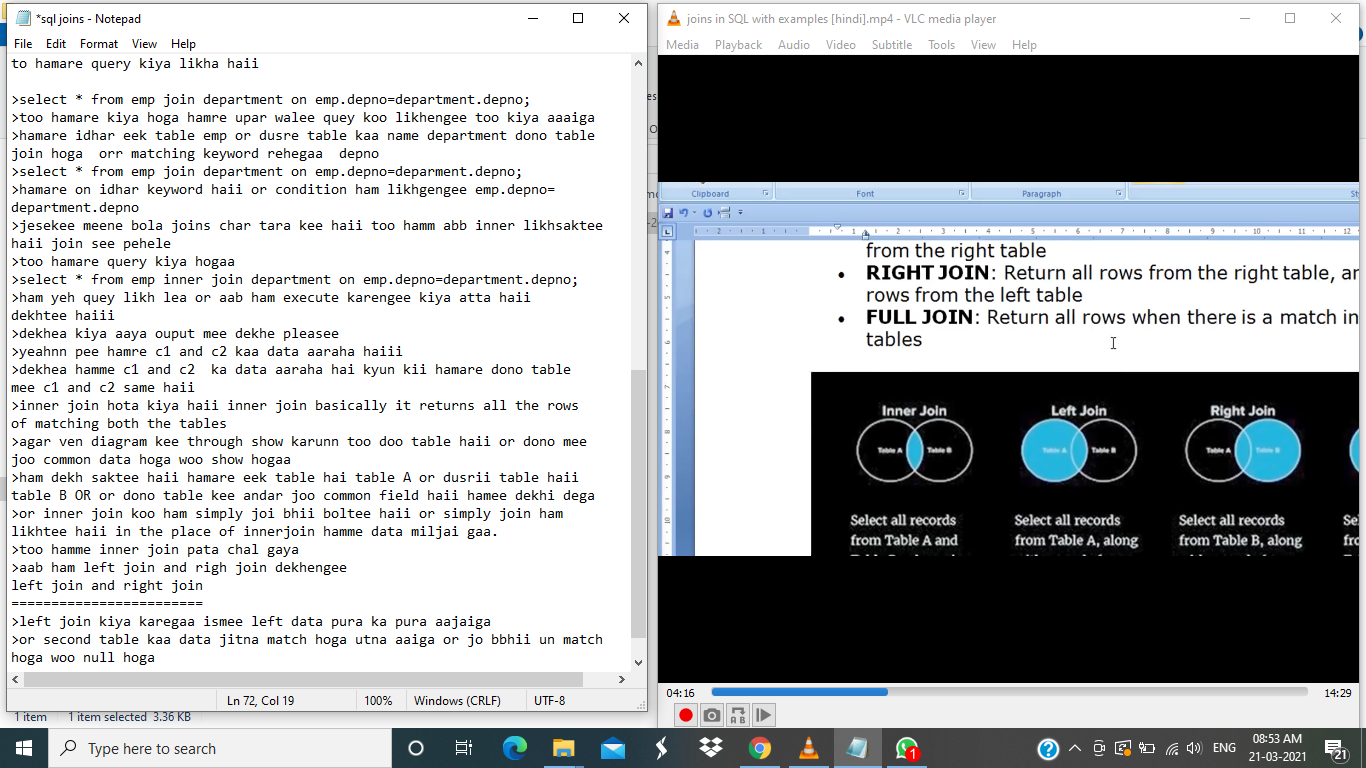 *sql joins - Notepad
File Edit Format View Help
to hamare query kiya likha haii
>select * from emp join department on emp.depno=department.depno;
>too hamare kiya hoga hamre upar walee quey koo likhengee too kiya aaaiga
>hamare idhar eek table emp or dusre table kaa name department dono table
join hoga  orr matching keyword rehegaa  depno
>select * from emp join department on emp.depno=deparment.depno;
>hamare on idhar keyword haii or condition ham likhgengee emp.depno=
department.depno
>jesekee meene bola joins char tara kee haii too hamm abb inner likhsaktee
haii join see pehele
>too hamare query kiya hogaa
>select * from emp inner join department on emp.depno=department.depno;
>ham yeh quey likh lea or aab ham execute karengee kiya atta haii
dekhtee haiii
>dekhea kiya aaya ouput mee dekhe pleasee
>yeahnn pee hamre c1 and c2 kaa data aaraha haiii
>dekhea hamme c1 and c2  ka data aaraha hai kyun kii hamare dono table
mee c1 and c2 same haii
>inner join hota kiya haii inner join basically it returns all the rows
of matching both the tables
>agar ven diagram kee through show karunn too doo table haii or dono mee
joo common data hoga woo show hogaa
>ham dekh saktee haii hamare eek table hai table A or dusrii table haii
table B OR or dono table kee andar joo common field haii hamee dekhi dega
>or inner join koo ham simply joi bhii boltee haii or simply join ham
likhtee haii in the place of innerjoin hamme data miljai gaa.
>too hamme inner join pata chal gaya
>aab ham left join and righ join dekhengee
left join and right join
========================
>left join kiya karegaa ismee left data pura ka pura aajaiga
>or second table kaa data jitna match hoga utna aaiga or jo bbhii un match
hoga woo null hoga
Ln 72, Col 19 100% Windows (CRLF) UTF-8
1 item 1 item selected 3.36 KB
joins in SQL with examples [hindi].mp4 - VLC media player
Media Playback Audio Video Subtitle Tools View Help
Clipboard Font Paragraph St
2 1 1 2 3 4 5 6 7 8 9 10 11 12
from the right table
• RIGHT JOIN: Return all rows from the right table, an
rows from the left table
• FULL JOIN: Return all rows when there is a match in
tables
Inner Join Left Join Right Join
Table A Table B Table A Table B Table A Table B
Select all records Select all records Select all records Sel
from Table A and from Table A, along from Table B, along fro
04:16 14:29
A B
Type here to search
1
ENG
08:53 AM
21-03-2021
21